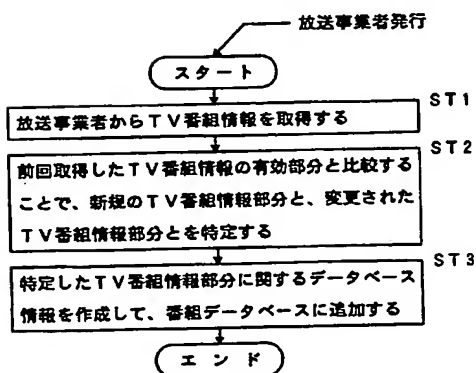 放送事業者発行
スタート
ST1
放送事業者からTV番組情報を取得する
ST2
前回取得したTV番組情報の有効部分と比較する
ことで、新規のTV番組情報部分と、変更された
TV番組情報部分とを特定する
ST3
特定したTV番組情報部分に関するデータベース
情報を作成して、番組データベースに追加する
エンド